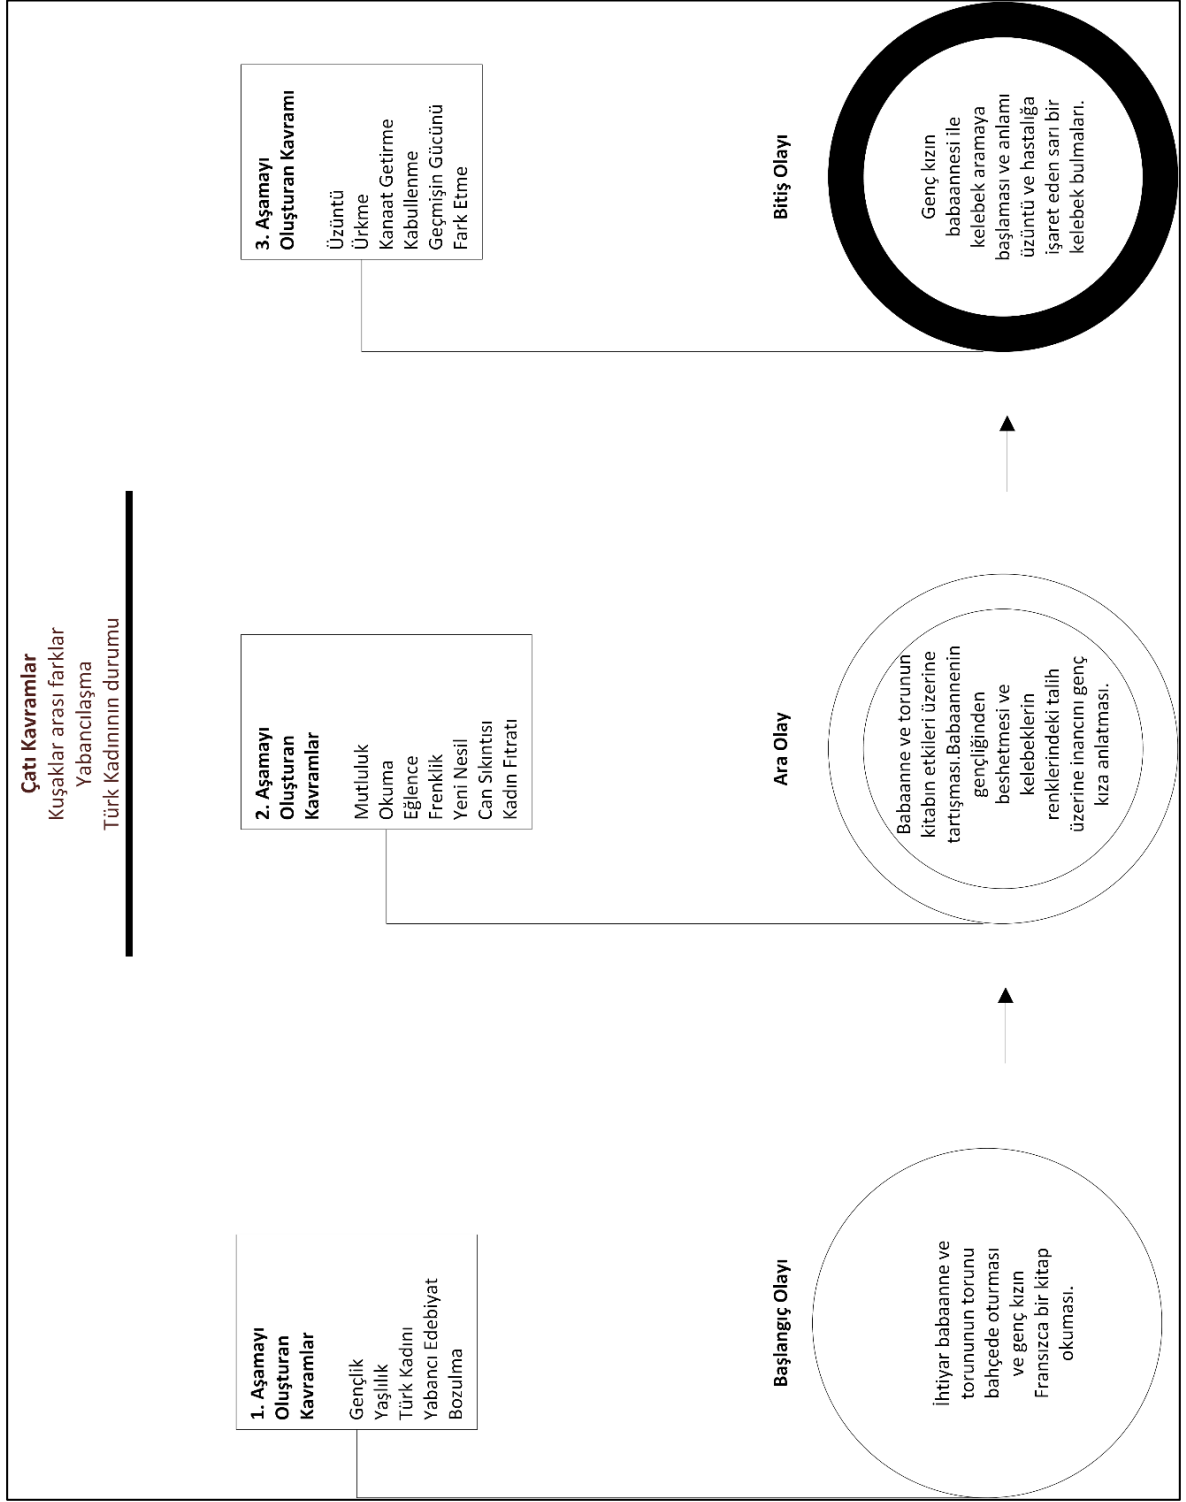 Çatı Kavramlar
Kuşaklar arası farklar
Yabancılaşma
Türk Kadınının durumu
1. Aşamayı
Oluşturan
Kavramlar
Gençlik
Yaşlılık
Türk Kadını
Yabancı Edebiyat
Bozulma
2. Aşamayı
Oluşturan
Kavramlar
Mutluluk
Okuma
Eğlence
Frenklik
Yeni Nesil
Can Sıkıntısı
Kadın Fıtratı
3. Aşamayı
Oluşturan Kavramı
Üzüntü
Ürkme
Kanaat Getirme
Kabullenme
Geçmişin Gücünü
Fark Etme
Başlangıç Olayı
İhtiyar babaanne ve
torununun torunu
bahçede oturması
ve genç kızın
Fransızca bir kitap
okuması.
Ara Olay
Babaanne ve torunun
kitabın etkileri üzerine
tartışması.Babaannenin
gençliğinden
beshetmesi ve
kelebeklerin
renklerindeki talih
üzerine inancını genç
kıza anlatması.
Bitiş Olayı
Genç kızın
babaannesi ile
kelebek aramaya
başlaması ve anlamı
üzüntü ve hastalığa
işaret eden sarı bir
kelebek bulmaları.